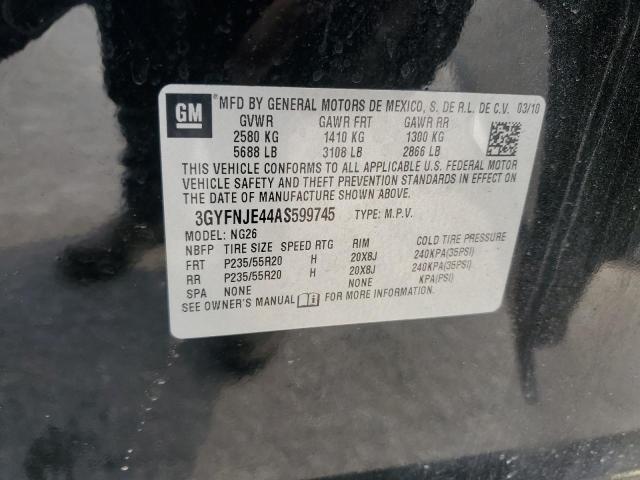 GM MFD BY GENERAL MOTORS DE MEXICO, S. DE R.L. DE C.V. 03/10
GVWR GAWR FRT GAWR RR
2580 KG 1410 KG 1300 KG
5688 LB 3108 LB 2866 LB
THIS VEHICLE CONFORMS TO ALL APPLICABLE U.S. FEDERAL MOTOR
VEHICLE SAFETY AND THEFT PREVENTION STANDARDS IN EFFECT ON
THE DATE OF MANUFACTURE SHOWN ABOVE.
3GYFNJE44AS599745 TYPE: M.P.V.
MODEL: NG26
NBFP TIRE SIZE SPEED RTG RIM COLD TIRE PRESSURE
FRT P235/55R20 H 20X8J 240KPA(35PSI)
RR P235/55R20 H 20X8J 240KPA(35PSI)
SPA NONE NONE KPA(PSI)
SEE OWNER'S MANUAL FOR MORE INFORMATION.